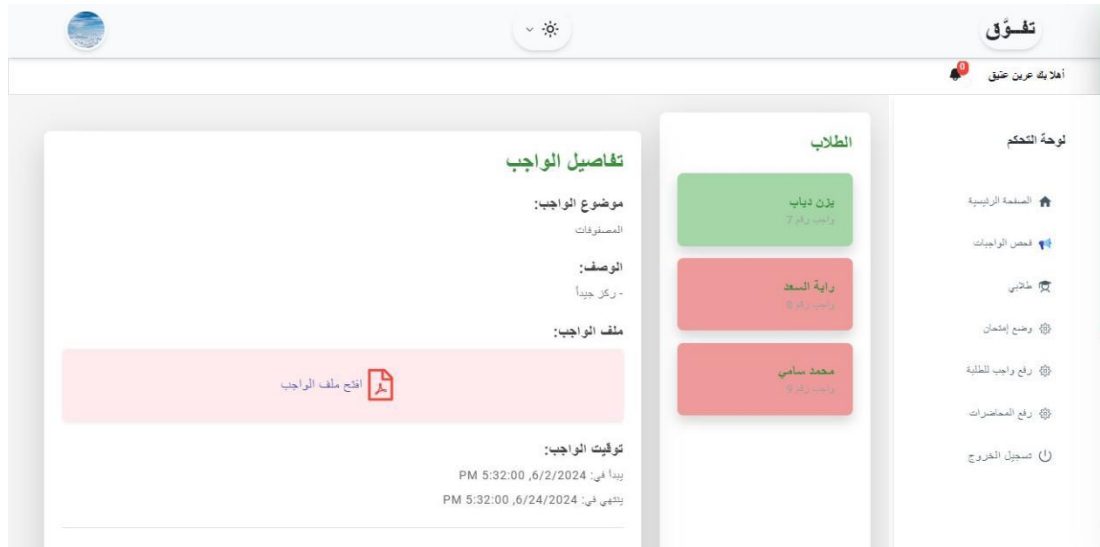 تفــوَّق
أهلا بك عرين عتيق
0
لوحة التحكم
الصفحة الرئيسية
فحص الواجبات
طلابي
وضع إمتحان
رفع واجب للطلبة
رفع المحاضرات
تسجيل الخروج
الطلاب
يزن دياب
واجب رقم 7
راية السعد
واجب رقم 8
محمد سامي
واجب رقم 9
تفاصيل الواجب
موضوع الواجب:
المصفوفات
الوصف:
- ركز جيداً
ملف الواجب:
افتح ملف الواجب
توقيت الواجب:
يبدأ في: 6/2/2024, 5:32:00 PM
ينتهي في: 6/24/2024, 5:32:00 PM